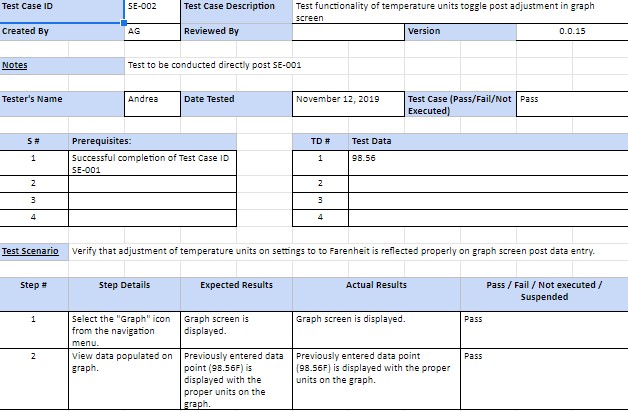 Test Case ID SE-002 Test Case Description Test functionality of temperature units toggle post adjustment in graph
screen
Created By AG Reviewed By Version 0.0.15
Notes Test to be conducted directly post SE-001
Tester's Name Andrea Date Tested November 12, 2019 Test Case (Pass/Fail/Not Pass
Executed)
S # Prerequisites: TD # Test Data
1 Successful completion of Test Case ID 1 98.56
SE-001
2 2
3 3
4 4
Test Scenario Verify that adjustment of temperature units on settings to to Farenheit is reflected properly on graph screen post data entry.
Step # Step Details Expected Results Actual Results Pass / Fail / Not executed /
Suspended
1 Select the "Graph" icon Graph screen is Graph screen is displayed. Pass
from the navigation displayed.
menu.
2 View data populated on Previously entered data Previously entered data point Pass
graph. point (98.56F) is (98.56F) is displayed with the proper
displayed with the units on the graph.
proper units on the
graph.